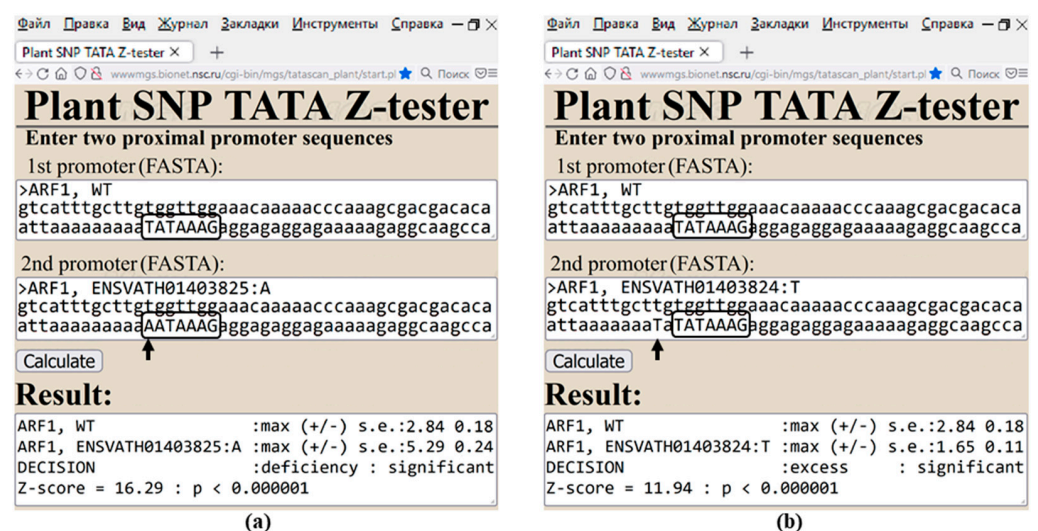 Файл Правка Вид Журнал Закладки Инструменты Справка
Plant SNP TATA Z-tester
wwwmgs.bionet.nsc.ru/cgi-bin/mgs/tatascan_plant/start.pl Поиск
Plant SNP TATA Z-tester
Enter two proximal promoter sequences
1st promoter (FASTA):
>ARF1, WT
gtcatttgcttgtggttggaaacaaaaacccaaagcgacgacaca
attaaaaaaaaaTATAAAGaggagaggagaaaaagaggcaagcca
2nd promoter (FASTA):
>ARF1, ENSVATH01403825:A
gtcatttgcttgtggttggaaacaaaaacccaaagcgacgacaca
attaaaaaaaaaAATAAAGaggagaggagaaaaagaggcaagcca
Calculate
Result:
ARF1, WT :max (+/-) s.e.:2.84 0.18
ARF1, ENSVATH01403825:A :max (+/-) s.e.:5.29 0.24
DECISION :deficiency : significant
Z-score = 16.29 : p < 0.000001
(a)
Файл Правка Вид Журнал Закладки Инструменты Справка
Plant SNP TATA Z-tester
wwwmgs.bionet.nsc.ru/cgi-bin/mgs/tatascan_plant/start.pl Поиск
Plant SNP TATA Z-tester
Enter two proximal promoter sequences
1st promoter (FASTA):
>ARF1, WT
gtcatttgcttgtggttggaaacaaaaacccaaagcgacgacaca
attaaaaaaaaaTATAAAGaggagaggagaaaaagaggcaagcca
2nd promoter (FASTA):
>ARF1, ENSVATH01403824:T
gtcatttgcttgtggttggaaacaaaaacccaaagcgacgacaca
attaaaaaaaTaTATAAAGaggagaggagaaaaagaggcaagcca
Calculate
Result:
ARF1, WT :max (+/-) s.e.:2.84 0.18
ARF1, ENSVATH01403824:T :max (+/-) s.e.:1.65 0.11
DECISION :excess : significant
Z-score = 11.94 : p < 0.000001
(b)